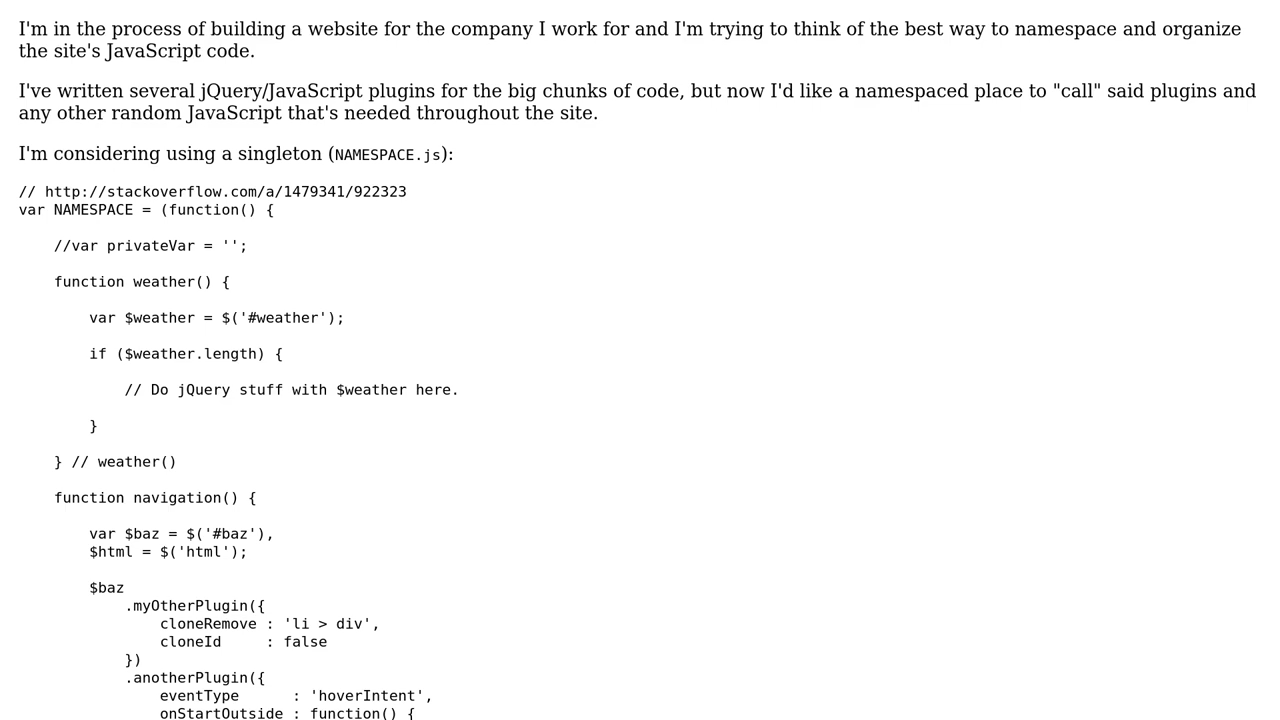 I'm in the process of building a website for the company I work for and I'm trying to think of the best way to namespace and organize
the site's JavaScript code.
I've written several jQuery/JavaScript plugins for the big chunks of code, but now I'd like a namespaced place to "call" said plugins and
any other random JavaScript that's needed throughout the site.
I'm considering using a singleton (NAMESPACE.js):
// http://stackoverflow.com/a/1479341/922323
var NAMESPACE = (function() {
    //var privateVar = '';
    function weather() {
        var $weather = $('#weather');
        if ($weather.length) {
            // Do jQuery stuff with $weather here.
        }
    } // weather()
    function navigation() {
        var $baz = $('#baz'),
        $html = $('html');
        $baz
            .myOtherPlugin({
                cloneRemove : 'li > div',
                cloneId     : false
            })
            .anotherPlugin({
                eventType      : 'hoverIntent',
                onStartOutside : function() {